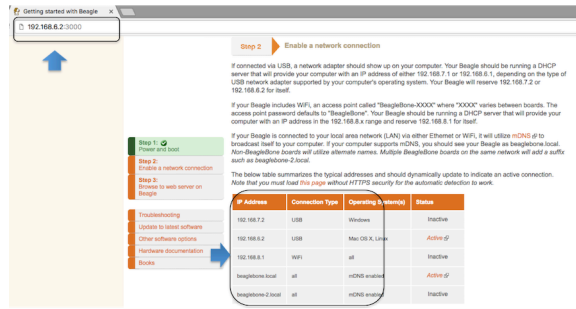 Getting started with Beagle
192.168.6.2:3000
Step 2
Enable a network connection
If connected via USB, a network adapter should show up on your computer. Your Beagle should be running a DHCP
server that will provide your computer with an IP address of either 192.168.7.1 or 192.168.6.1, depending on the type of
USB network adapter supported by your computer's operating system. Your Beagle will reserve 192.168.7.2 or
192.168.6.2 for itself.
If your Beagle includes WiFi, an access point called "BeagleBone-XXXX" where "XXXX" varies between boards. The
access point password defaults to "BeagleBone". Your Beagle should be running a DHCP server that will provide your
computer with an IP address in the 192.168.8.x range and reserve 192.168.8.1 for itself.
If your Beagle is connected to your local area network (LAN) via either Ethernet or WiFi, it will utilize mDNS to
broadcast itself to your computer. If your computer supports mDNS, you should see your Beagle as beaglebone.local.
Non-BeagleBone boards will utilize alternate names. Multiple BeagleBone boards on the same network will add a suffix
such as beaglebone-2.local.
The below table summarizes the typical addresses and should dynamically update to indicate an active connection.
Note that you must load this page without HTTPS security for the automatic detection to work.
Step 1:
Power and boot
Step 2:
Enable a network connection
Step 3:
Browse to web server on
Beagle
Troubleshooting
Update to latest software
Other software options
Hardware documentation
Books
IP Address Connection Type Operating System(s) Status
192.168.7.2 USB Windows Inactive
192.168.6.2 USB Mac OS X, Linux Active
192.168.8.1 WiFi all Inactive
beaglebone.local all mDNS enabled Active
beaglebone-2.local all mDNS enabled Inactive